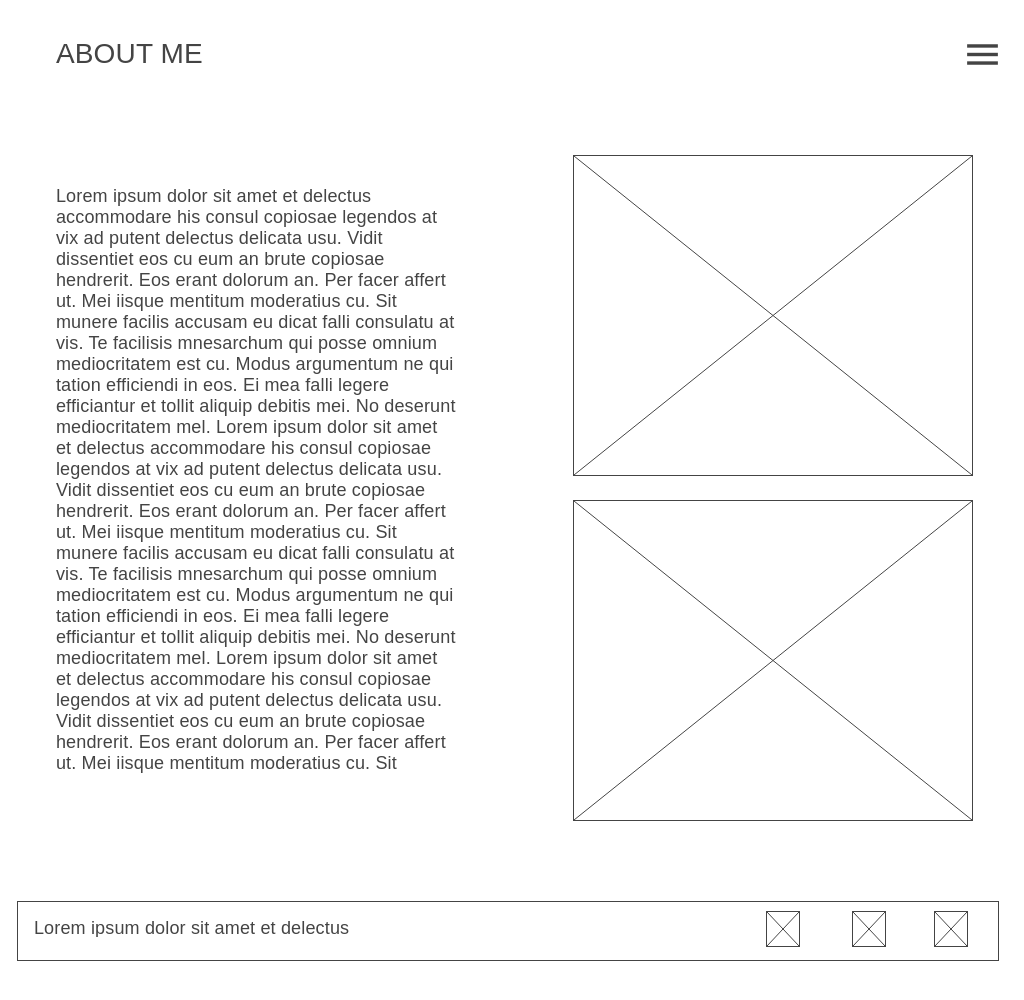 ABOUT ME
Lorem ipsum dolor sit amet et delectus
accommodare his consul copiosae legendos at
vix ad putent delectus delicata usu. Vidit
dissentiet eos cu eum an brute copiosae
hendrerit. Eos erant dolorum an. Per facer affert
ut. Mei iisque mentitum moderatius cu. Sit
munere facilis accusam eu dicat falli consulatu at
vis. Te facilisis mnesarchum qui posse omnium
mediocritatem est cu. Modus argumentum ne qui
tation efficiendi in eos. Ei mea falli legere
efficiantur et tollit aliquip debitis mei. No deserunt
mediocritatem mel. Lorem ipsum dolor sit amet
et delectus accommodare his consul copiosae
legendos at vix ad putent delectus delicata usu.
Vidit dissentiet eos cu eum an brute copiosae
hendrerit. Eos erant dolorum an. Per facer affert
ut. Mei iisque mentitum moderatius cu. Sit
munere facilis accusam eu dicat falli consulatu at
vis. Te facilisis mnesarchum qui posse omnium
mediocritatem est cu. Modus argumentum ne qui
tation efficiendi in eos. Ei mea falli legere
efficiantur et tollit aliquip debitis mei. No deserunt
mediocritatem mel. Lorem ipsum dolor sit amet
et delectus accommodare his consul copiosae
legendos at vix ad putent delectus delicata usu.
Vidit dissentiet eos cu eum an brute copiosae
hendrerit. Eos erant dolorum an. Per facer affert
ut. Mei iisque mentitum moderatius cu. Sit
Lorem ipsum dolor sit amet et delectus